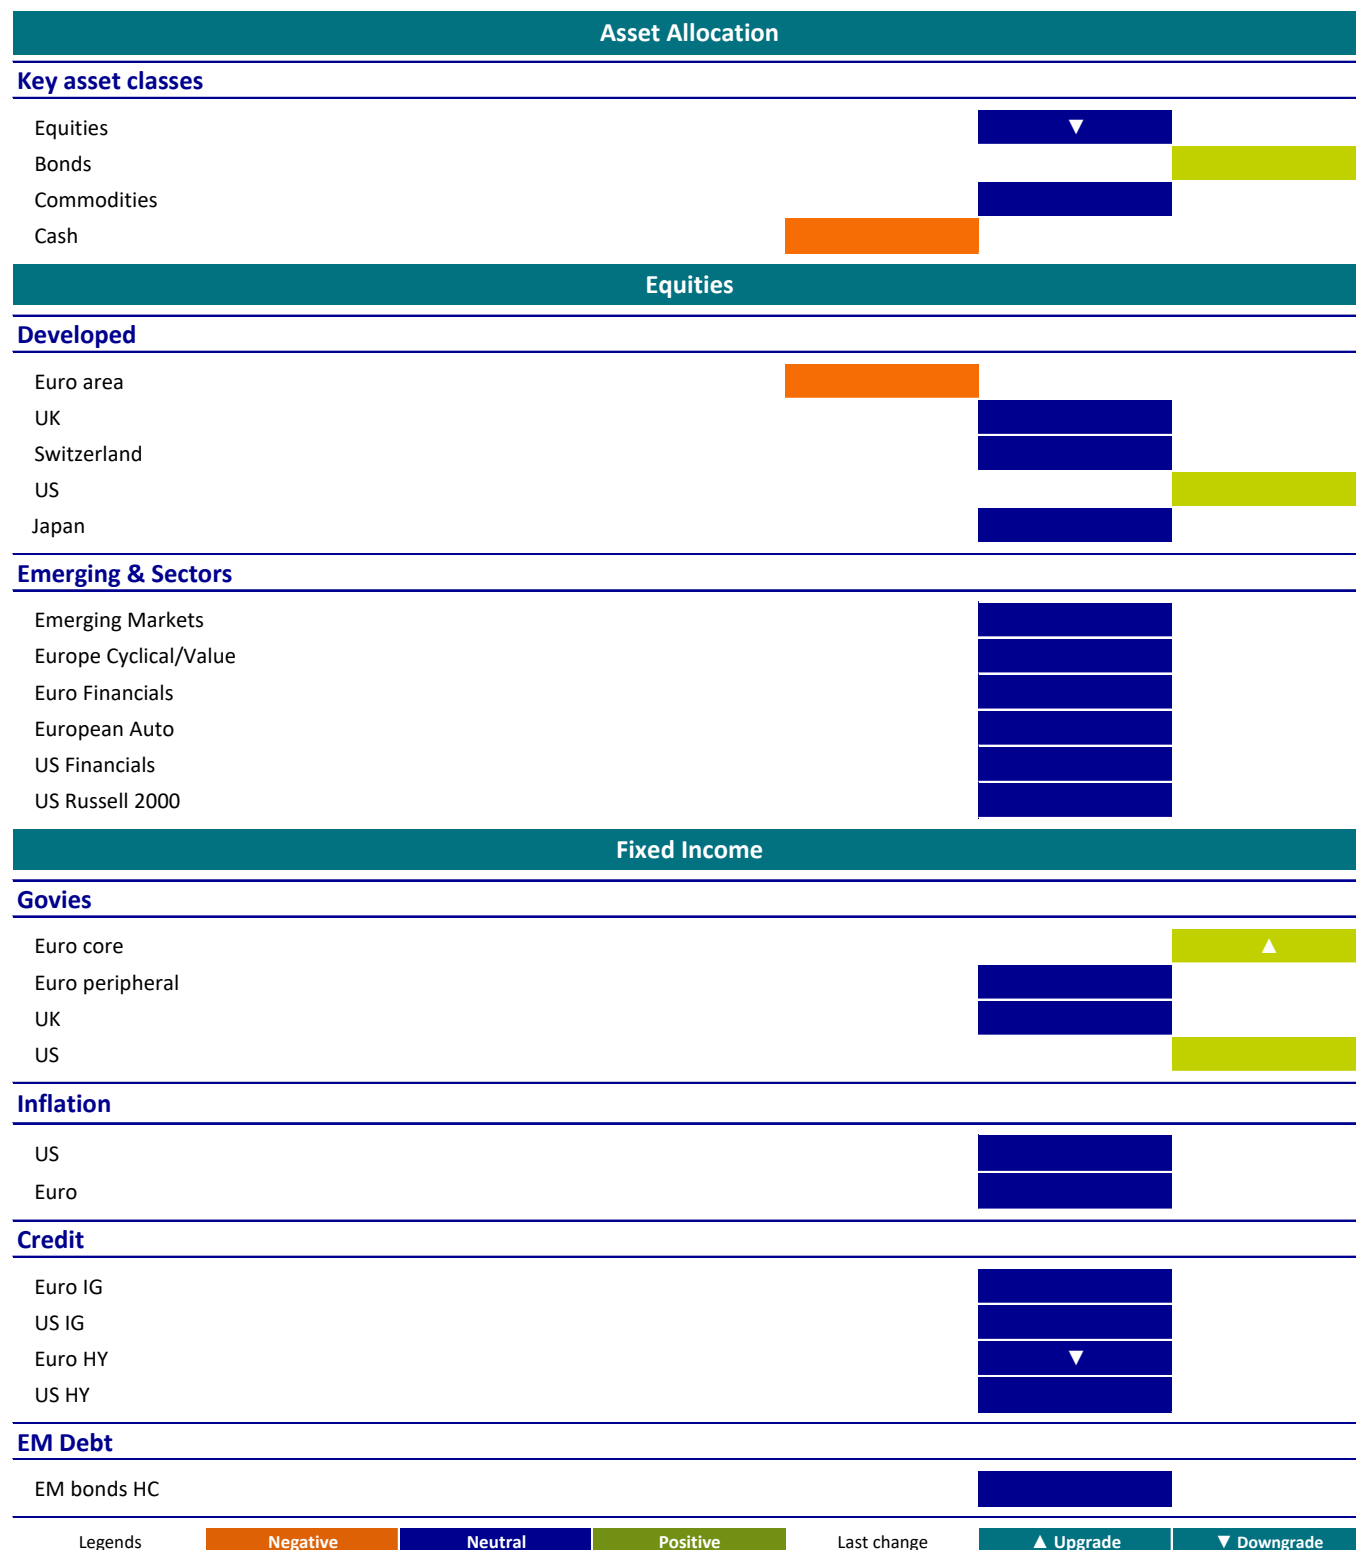 Asset Allocation
Key asset classes
Equities ▼
Bonds
Commodities
Cash
Equities
Developed
Euro area
UK
Switzerland
US
Japan
Emerging & Sectors
Emerging Markets
Europe Cyclical/Value
Euro Financials
European Auto
US Financials
US Russell 2000
Fixed Income
Govies
Euro core ▲
Euro peripheral
UK
US
Inflation
US
Euro
Credit
Euro IG
US IG
Euro HY ▼
US HY
EM Debt
EM bonds HC
Legends Negative Neutral Positive Last change ▲ Upgrade ▼ Downgrade